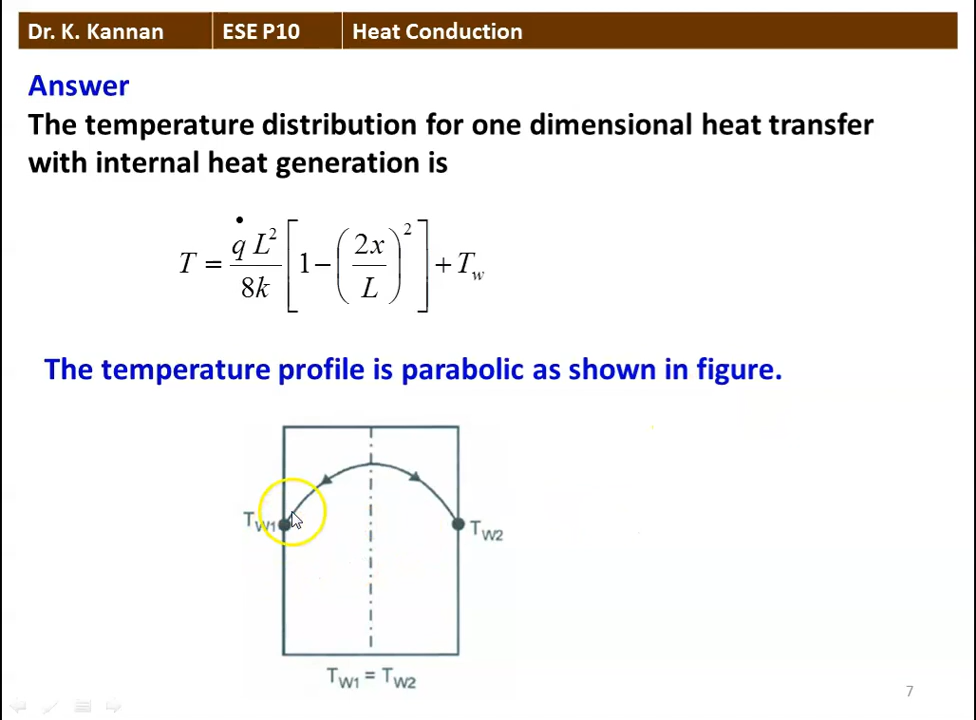 Dr. K. Kannan ESE P10 Heat Conduction
Answer
The temperature distribution for one dimensional heat transfer
with internal heat generation is
T = q̇ L² / 8k [1 − (2x / L)²] + T_w
The temperature profile is parabolic as shown in figure.
T_W1
T_W2
T_W1 = T_W2
7